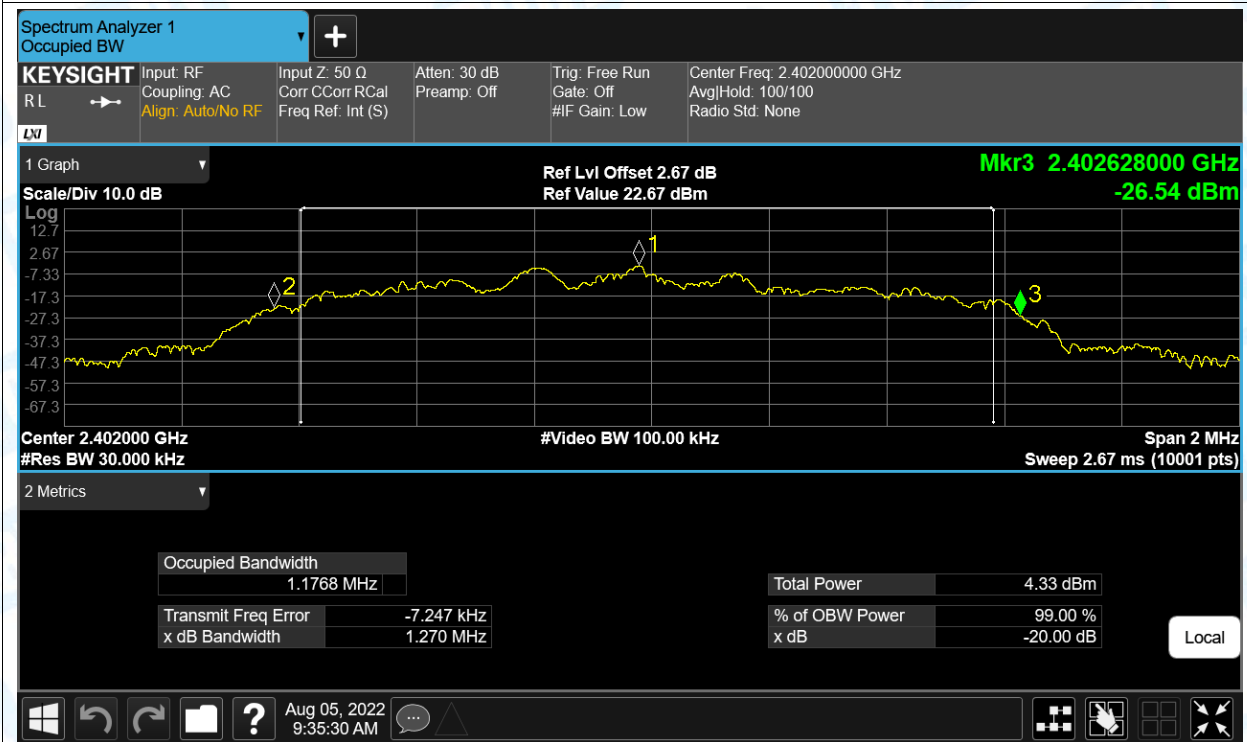 Spectrum Analyzer 1
Occupied BW
KEYSIGHT
R L
LXI
Input: RF
Coupling: AC
Align: Auto/No RF
Input Z: 50 Ω
Corr CCorr RCal
Freq Ref: Int (S)
Atten: 30 dB
Preamp: Off
Trig: Free Run
Gate: Off
#IF Gain: Low
Center Freq: 2.402000000 GHz
Avg|Hold: 100/100
Radio Std: None
1 Graph
Scale/Div 10.0 dB
Ref Lvl Offset 2.67 dB
Ref Value 22.67 dBm
Mkr3 2.402628000 GHz
-26.54 dBm
Log
12.7
2.67
-7.33
-17.3
-27.3
-37.3
-47.3
-57.3
-67.3
2
1
3
Center 2.402000 GHz
#Res BW 30.000 kHz
#Video BW 100.00 kHz
Span 2 MHz
Sweep 2.67 ms (10001 pts)
2 Metrics
Occupied Bandwidth
1.1768 MHz
Transmit Freq Error -7.247 kHz
x dB Bandwidth 1.270 MHz
Total Power 4.33 dBm
% of OBW Power 99.00 %
x dB -20.00 dB
Local
?
Aug 05, 2022
9:35:30 AM